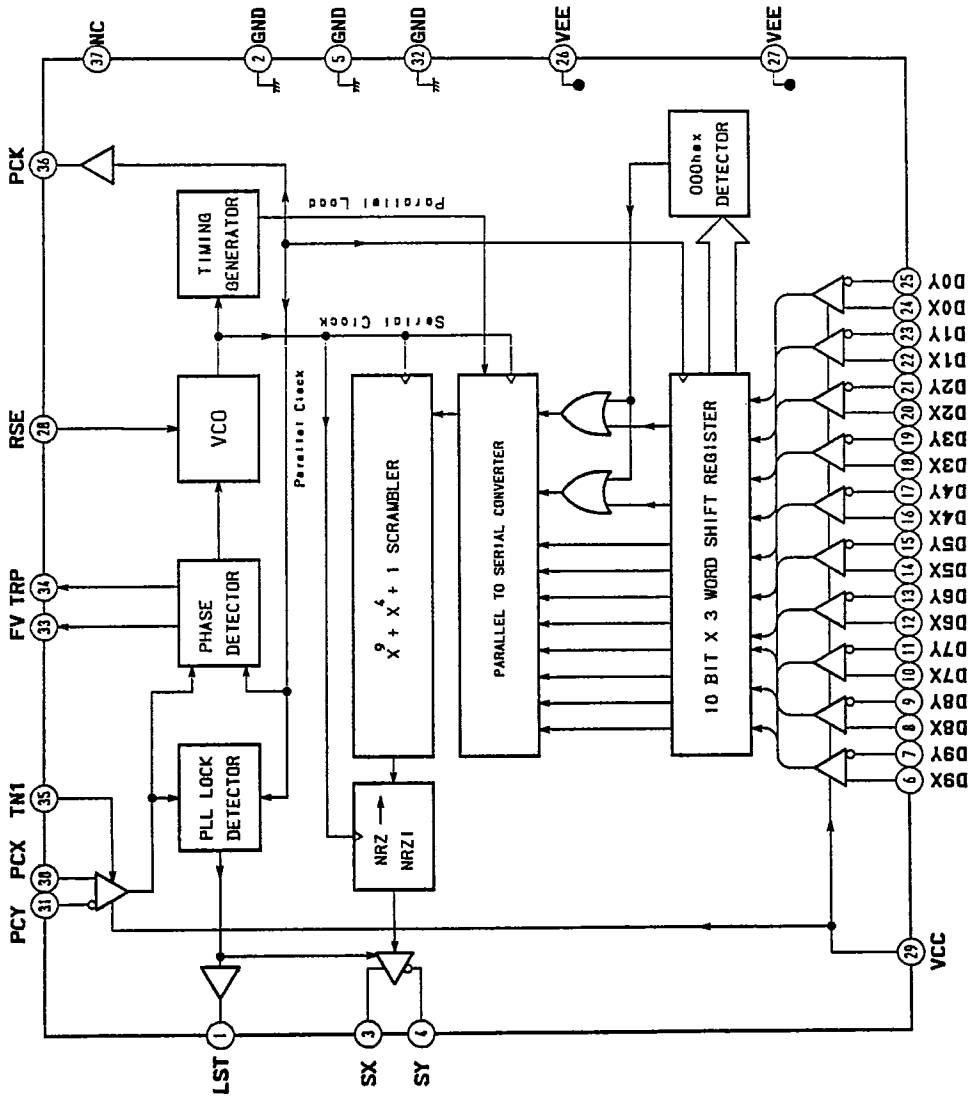 37 NC
2 GND
5 GND
32 GND
26 VEE
27 VEE
PCK
36
RSE
28
FV TRP
33 34
TN1
35
PCX
30
PCY
31
TIMING
GENERATOR
VCO
PHASE
DETECTOR
PLL LOCK
DETECTOR
Parallel Load
Serial Clock
Parallel Clock
000hex
DETECTOR
X⁹ + X⁴ + 1 SCRAMBLER
PARALLEL TO SERIAL CONVERTER
10 BIT X 3 WORD SHIFT REGISTER
NRZ →
NRZI
1
LST
3
SX
4
SY
29
VCC
25 D0Y
24 D0X
23 D1Y
22 D1X
21 D2Y
20 D2X
19 D3Y
18 D3X
17 D4Y
16 D4X
15 D5Y
14 D5X
13 D6Y
12 D6X
11 D7Y
10 D7X
9 D8Y
8 D8X
7 D9Y
6 D9X